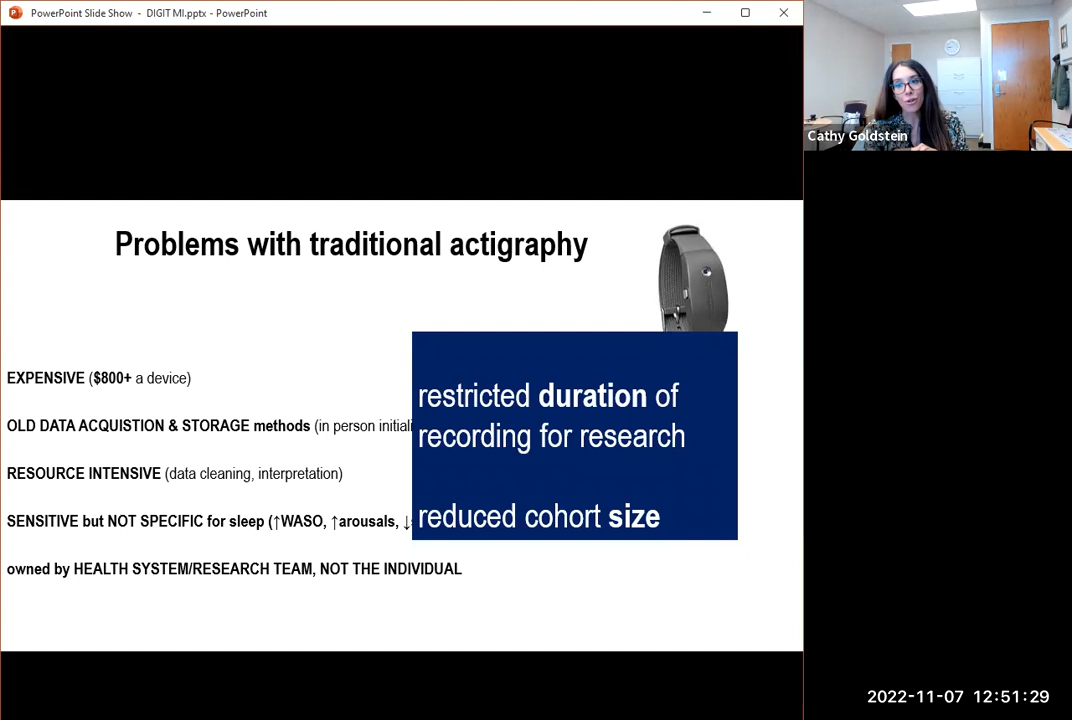 PowerPoint Slide Show - DIGIT MI.pptx - PowerPoint
Cathy Goldstein
Problems with traditional actigraphy
EXPENSIVE ($800+ a device)
OLD DATA ACQUISTION & STORAGE methods (in person
RESOURCE INTENSIVE (data cleaning, interpretation)
SENSITIVE but NOT SPECIFIC for sleep (↑WASO, ↑arousals, ↓
owned by HEALTH SYSTEM/RESEARCH TEAM, NOT THE INDIVIDUAL
restricted duration of
recording for research
reduced cohort size
2022-11-07 12:51:29